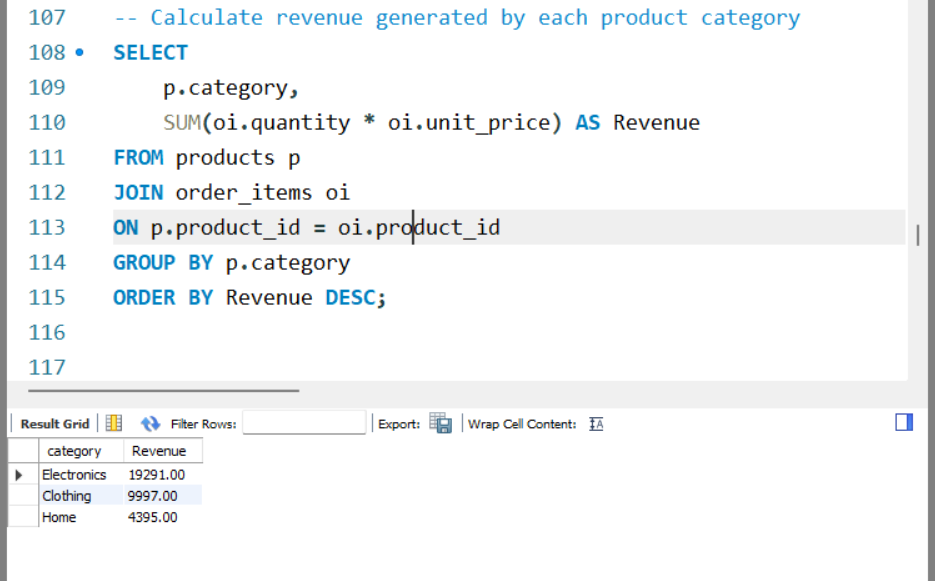 107 -- Calculate revenue generated by each product category
108 SELECT
109 p.category,
110 SUM(oi.quantity * oi.unit_price) AS Revenue
111 FROM products p
112 JOIN order_items oi
113 ON p.product_id = oi.product_id
114 GROUP BY p.category
115 ORDER BY Revenue DESC;
116
117
Result Grid Filter Rows: Export: Wrap Cell Content:
category Revenue
Electronics 19291.00
Clothing 9997.00
Home 4395.00